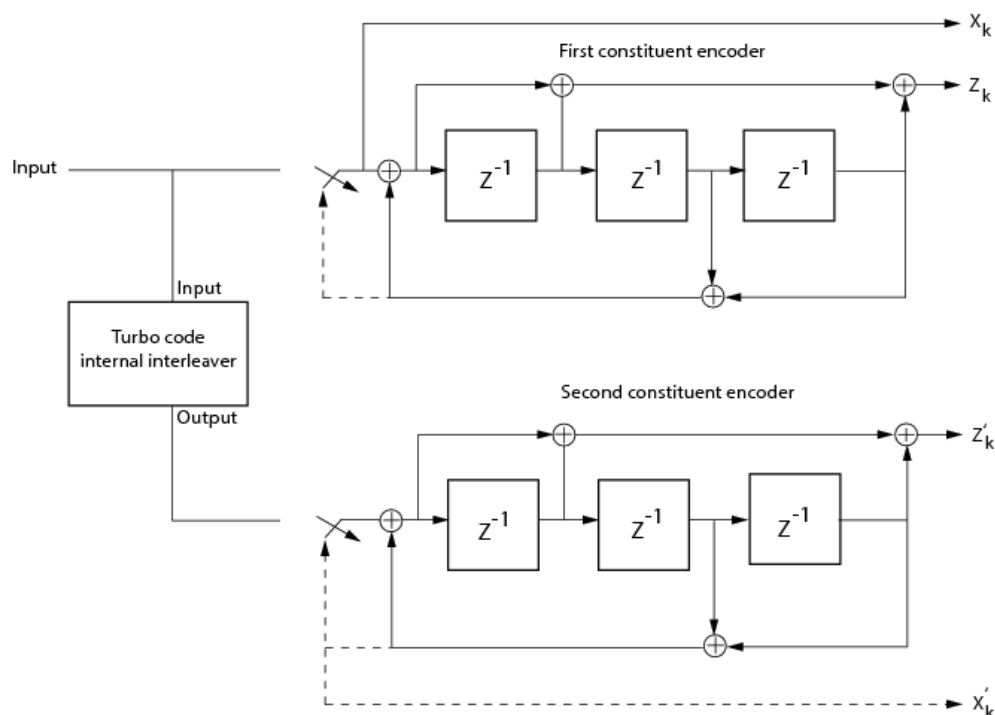 X_k
First constituent encoder
Z_k
Input
Z^-1 Z^-1 Z^-1
Input
Turbo code
internal interleaver
Output
Second constituent encoder
Z'_k
Z^-1 Z^-1 Z^-1
X'_k